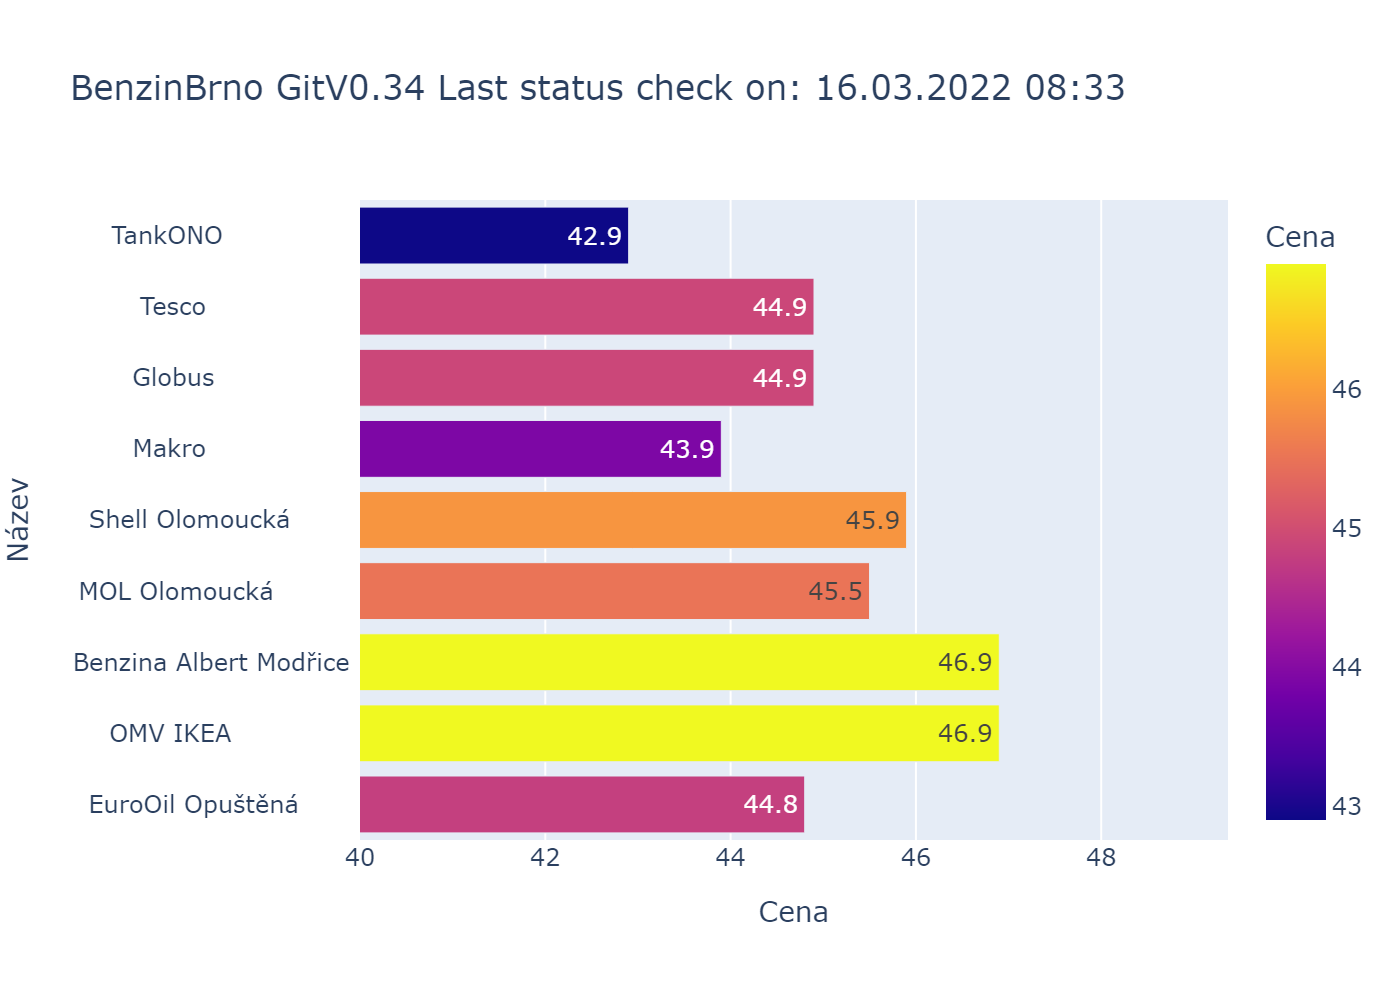 BenzinBrno GitV0.34 Last status check on: 16.03.2022 08:33
Název
TankONO 42.9
Tesco 44.9
Globus 44.9
Makro 43.9
Shell Olomoucká 45.9
MOL Olomoucká 45.5
Benzina Albert Modřice 46.9
OMV IKEA 46.9
EuroOil Opuštěná 44.8
40 42 44 46 48
Cena
Cena
46
45
44
43